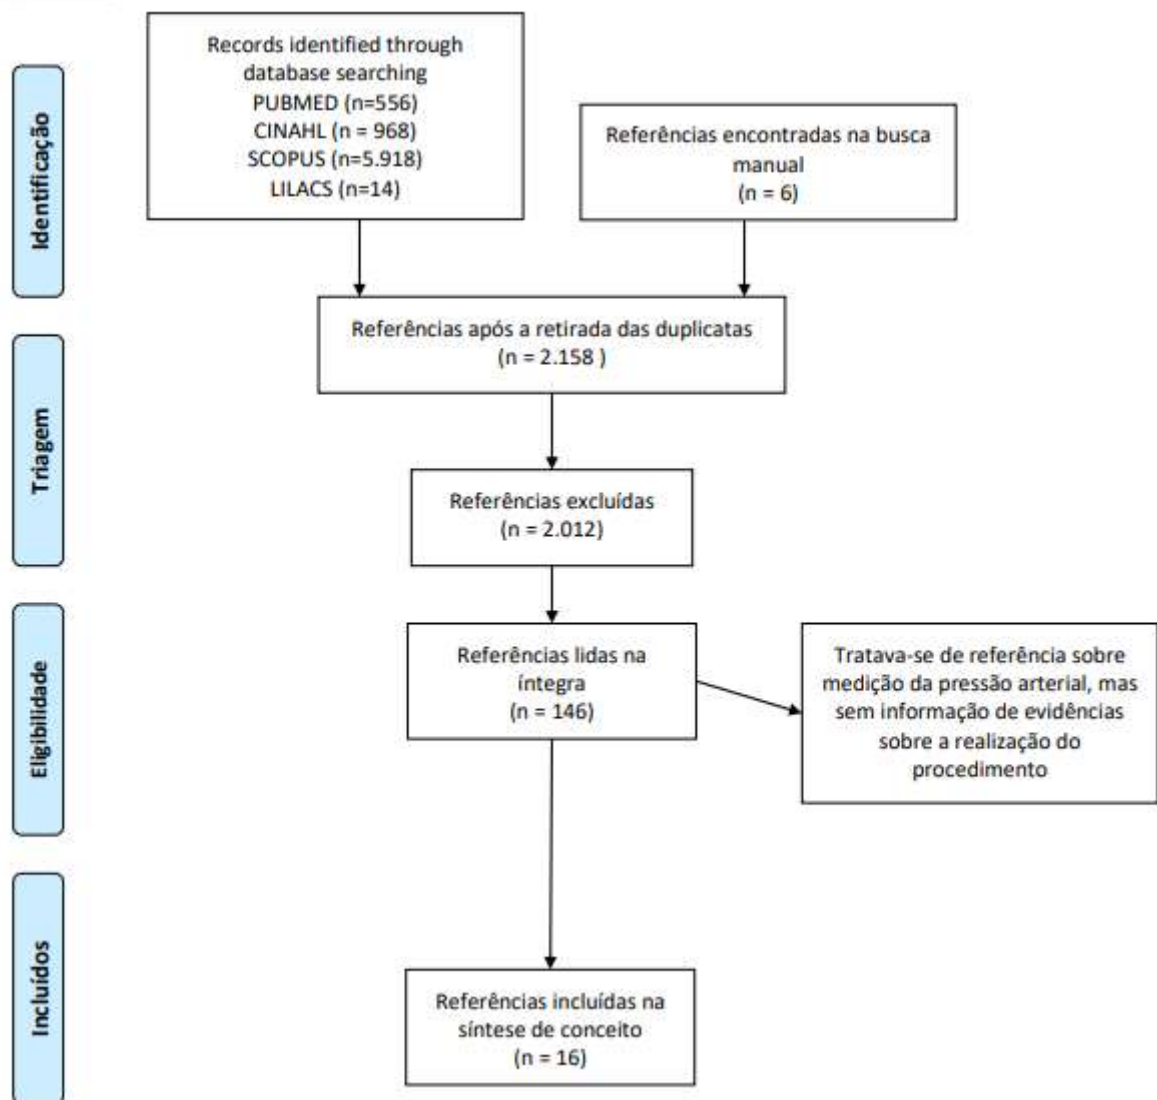 Identificação
Records identified through
database searching
PUBMED (n=556)
CINAHL (n = 968)
SCOPUS (n=5.918)
LILACS (n=14)
Referências encontradas na busca
manual
(n = 6)
Referências após a retirada das duplicatas
(n = 2.158 )
Triagem
Referências excluídas
(n = 2.012)
Eligibilidade
Referências lidas na
íntegra
(n = 146)
Tratava-se de referência sobre
medição da pressão arterial, mas
sem informação de evidências
sobre a realização do
procedimento
Incluídos
Referências incluídas na
síntese de conceito
(n = 16)